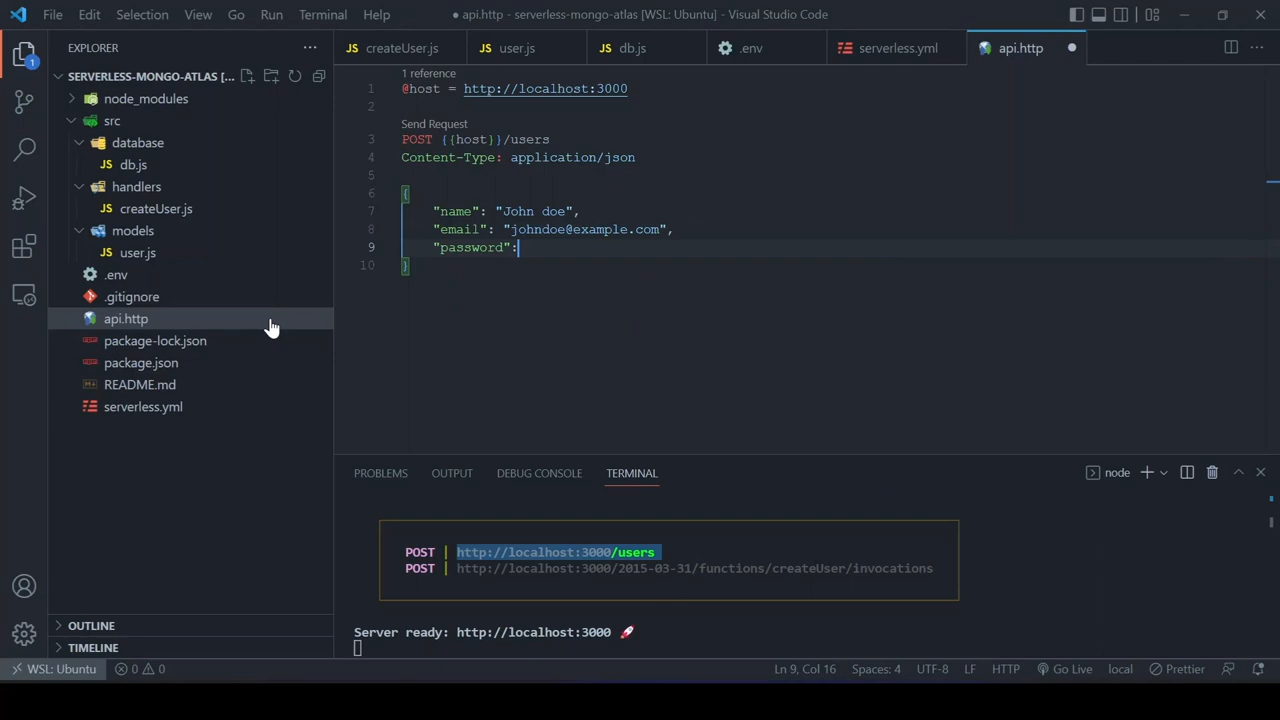 File Edit Selection View Go Run Terminal Help
● api.http - serverless-mongo-atlas [WSL: Ubuntu] - Visual Studio Code
EXPLORER
1
SERVERLESS-MONGO-ATLAS [...
node_modules
src
database
JS db.js
handlers
JS createUser.js
models
JS user.js
.env
.gitignore
api.http
package-lock.json
package.json
README.md
serverless.yml
OUTLINE
TIMELINE
JS createUser.js JS user.js JS db.js .env serverless.yml api.http
1 reference
1 @host = http://localhost:3000
2
Send Request
3 POST {{host}}/users
4 Content-Type: application/json
5
6 {
7 "name": "John doe",
8 "email": "johndoe@example.com",
9 "password":
10 }
PROBLEMS OUTPUT DEBUG CONSOLE TERMINAL
node
POST | http://localhost:3000/users
POST | http://localhost:3000/2015-03-31/functions/createUser/invocations
Server ready: http://localhost:3000 🚀
WSL: Ubuntu 0 0 Ln 9, Col 16 Spaces: 4 UTF-8 LF HTTP Go Live local Prettier